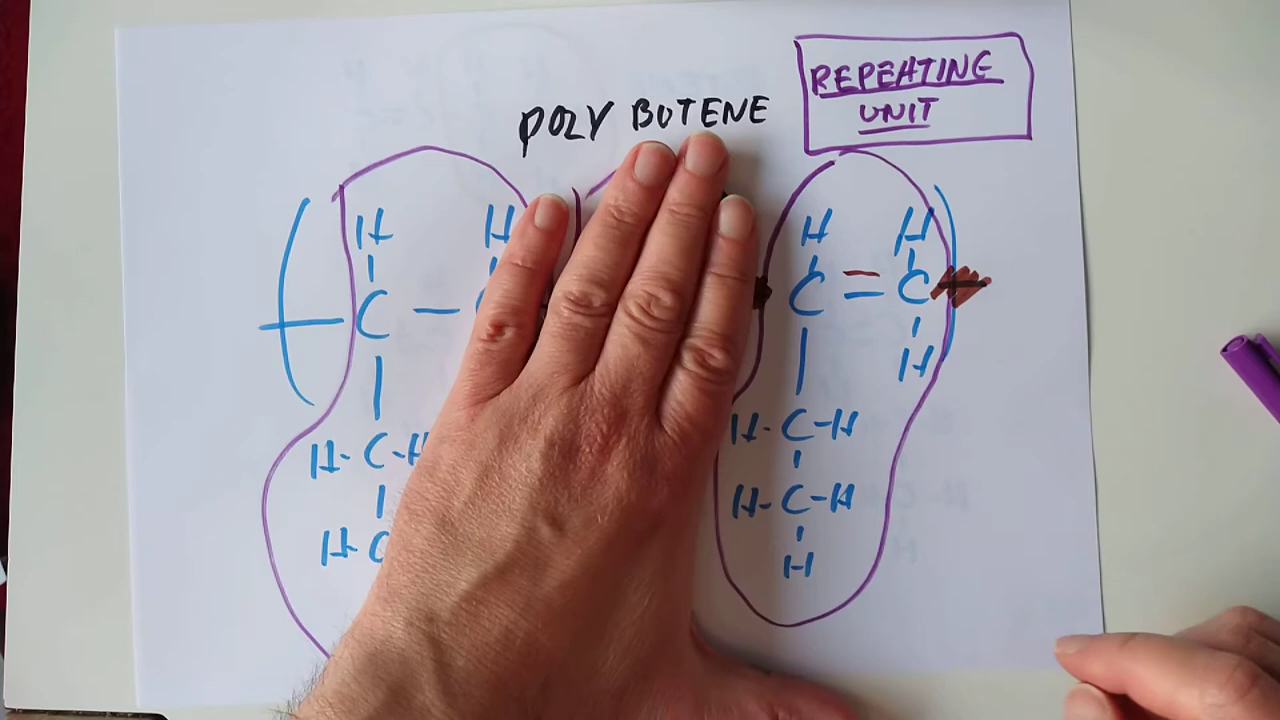 POLY BUTENE
REPEATING
UNIT
H H H H
C - C C = C
H
H - C - H H - C - H
H - C H - C - H
H